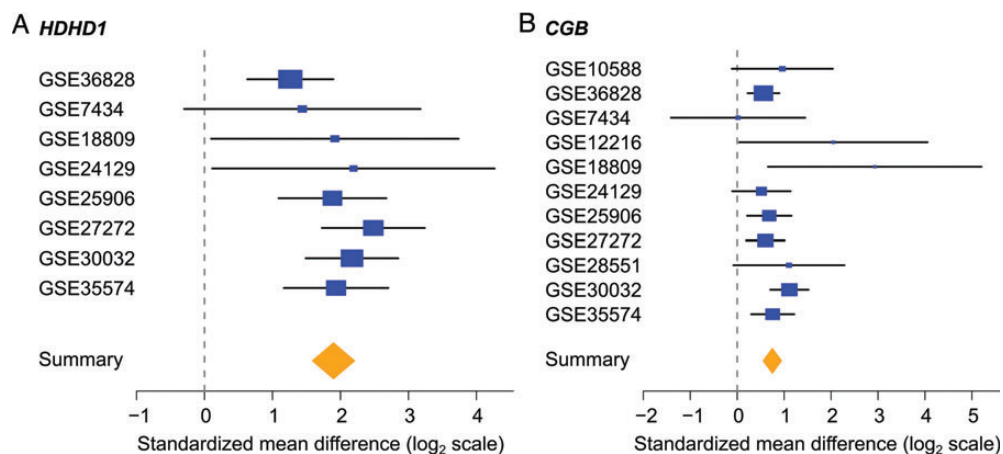 A HDHD1
GSE36828
GSE7434
GSE18809
GSE24129
GSE25906
GSE27272
GSE30032
GSE35574
Summary
−1 0 1 2 3 4
Standardized mean difference (log₂ scale)
B CGB
GSE10588
GSE36828
GSE7434
GSE12216
GSE18809
GSE24129
GSE25906
GSE27272
GSE28551
GSE30032
GSE35574
Summary
−2 −1 0 1 2 3 4 5
Standardized mean difference (log₂ scale)